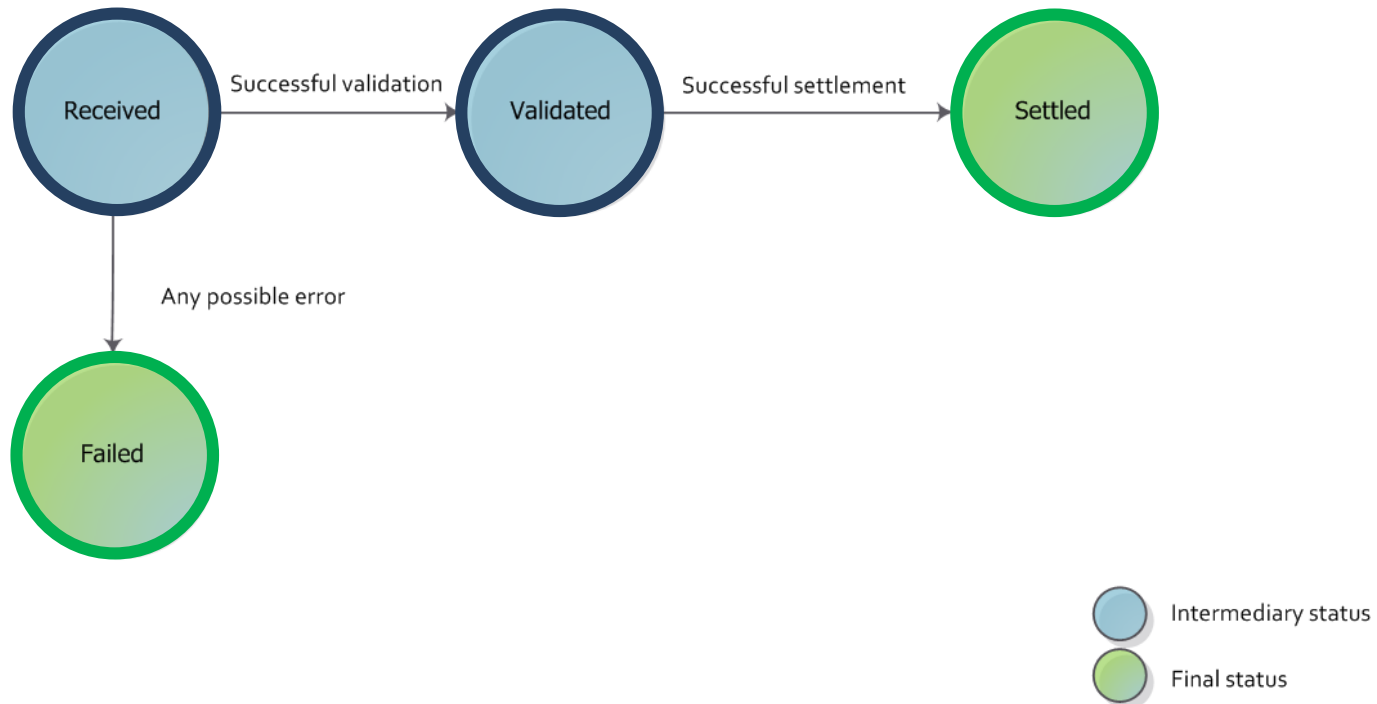 Received
Successful validation
Validated
Successful settlement
Settled
Any possible error
Failed
Intermediary status
Final status